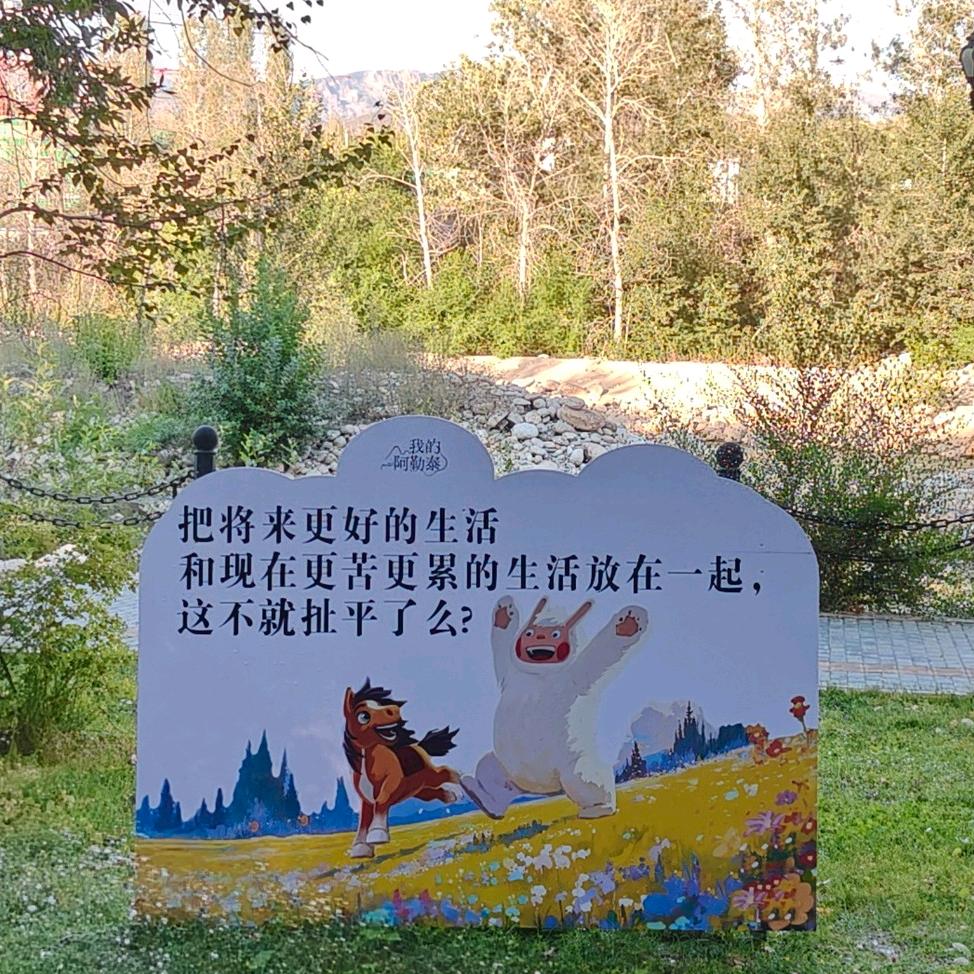 我的
阿勒泰
把将来更好的生活
和现在更苦更累的生活放在一起，
这不就扯平了么?